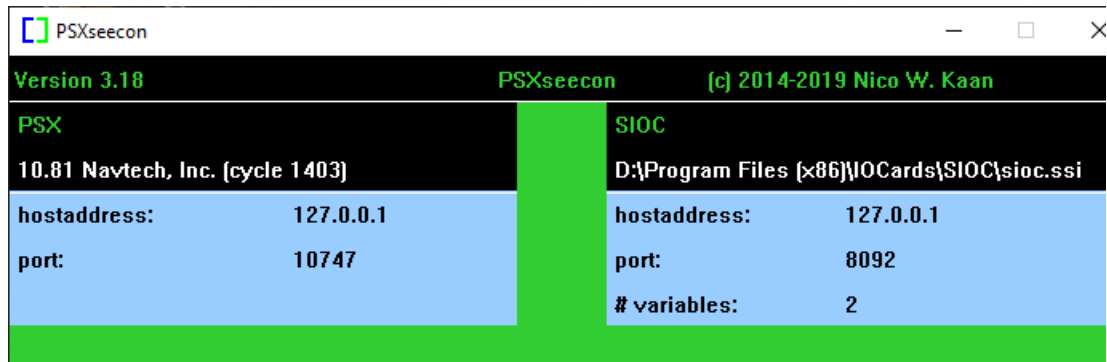 PSXseecon
Version 3.18 PSXseecon (c) 2014-2019 Nico W. Kaan
PSX SIOC
10.81 Navtech, Inc. (cycle 1403) D:\Program Files (x86)\IOCards\SIOC\sioc.ssi
hostaddress: 127.0.0.1 hostaddress: 127.0.0.1
port: 10747 port: 8092
# variables: 2